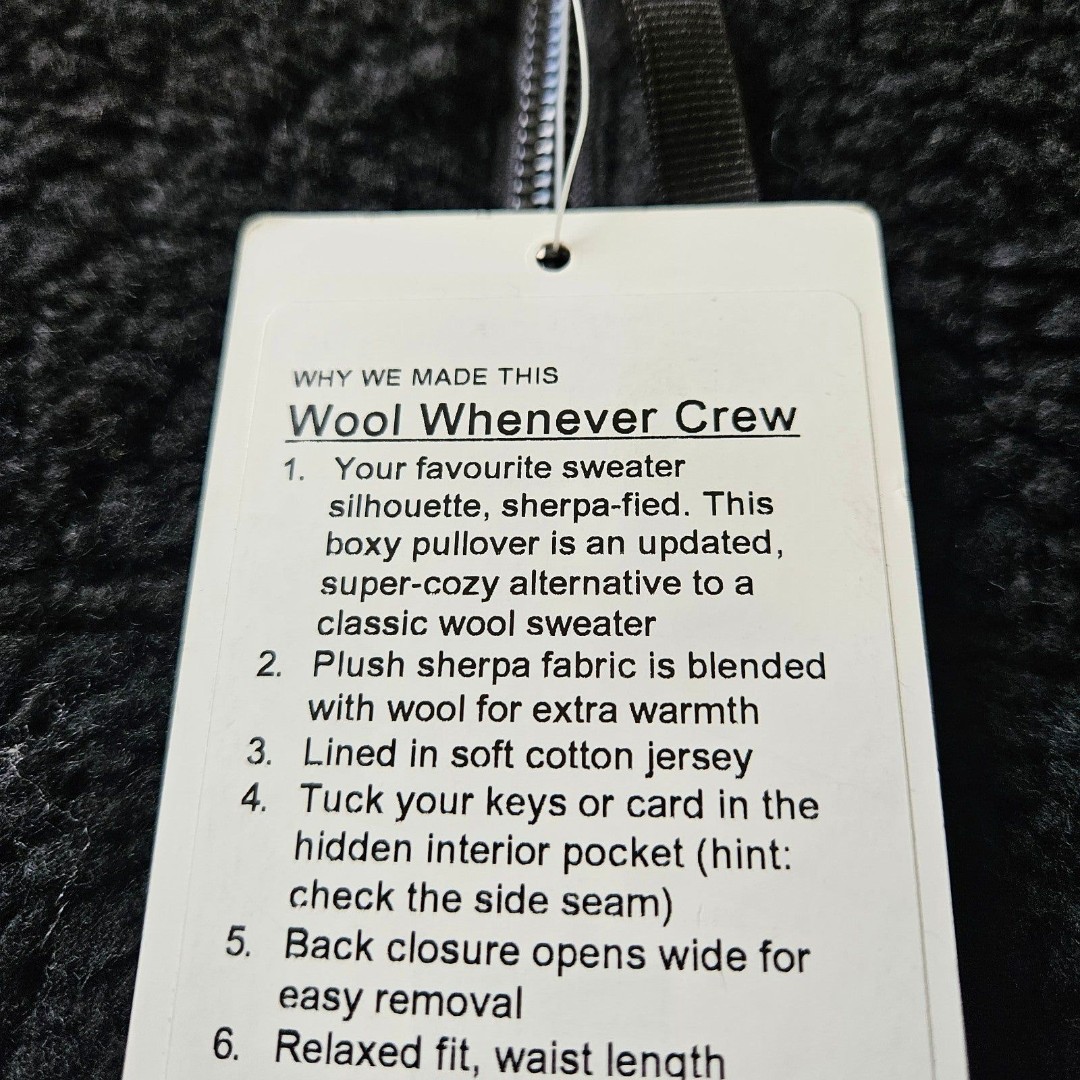 WHY WE MADE THIS
Wool Whenever Crew
1. Your favourite sweater
silhouette, sherpa-fied. This
boxy pullover is an updated,
super-cozy alternative to a
classic wool sweater
2. Plush sherpa fabric is blended
with wool for extra warmth
3. Lined in soft cotton jersey
4. Tuck your keys or card in the
hidden interior pocket (hint:
check the side seam)
5. Back closure opens wide for
easy removal
6. Relaxed fit, waist length